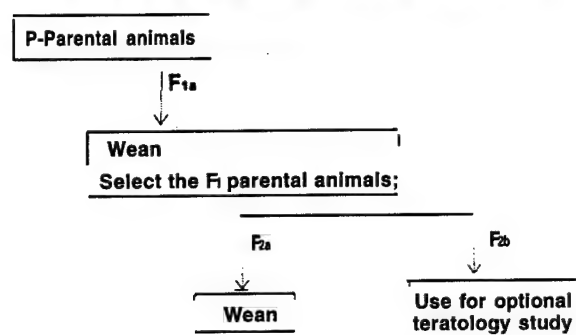 P-Parental animals
F1a
Wean
Select the F1 parental animals;
F2a
F2b
Wean
Use for optional
teratology study